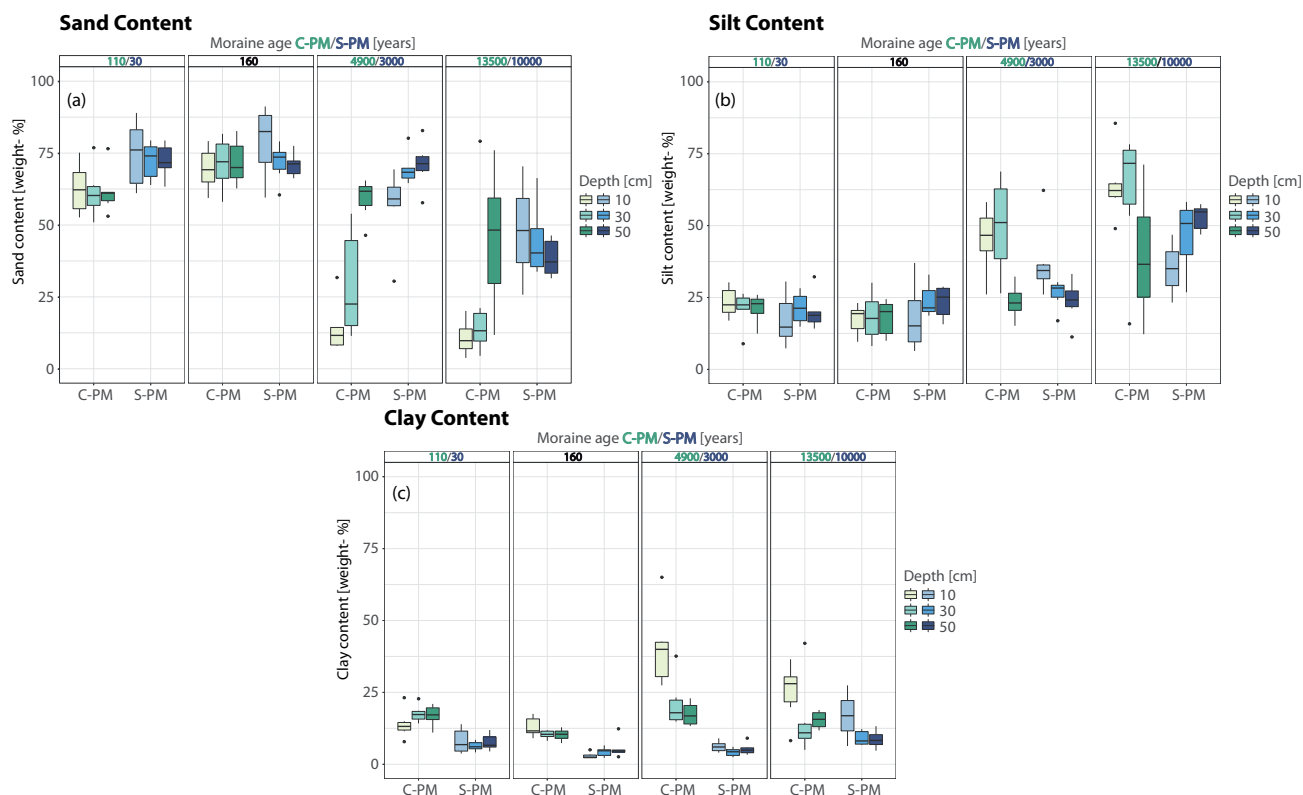 Sand Content
Moraine age C-PM/S-PM [years]
110/30 160 4900/3000 13500/10000
(a)
Sand content [weight- %]
100
75
50
25
0
C-PM S-PM C-PM S-PM C-PM S-PM C-PM S-PM
Depth [cm]
10
30
50
Silt Content
Moraine age C-PM/S-PM [years]
110/30 160 4900/3000 13500/10000
(b)
Silt content [weight- %]
100
75
50
25
0
C-PM S-PM C-PM S-PM C-PM S-PM C-PM S-PM
Depth [cm]
10
30
50
Clay Content
Moraine age C-PM/S-PM [years]
110/30 160 4900/3000 13500/10000
(c)
Clay content [weight- %]
100
75
50
25
0
C-PM S-PM C-PM S-PM C-PM S-PM C-PM S-PM
Depth [cm]
10
30
50